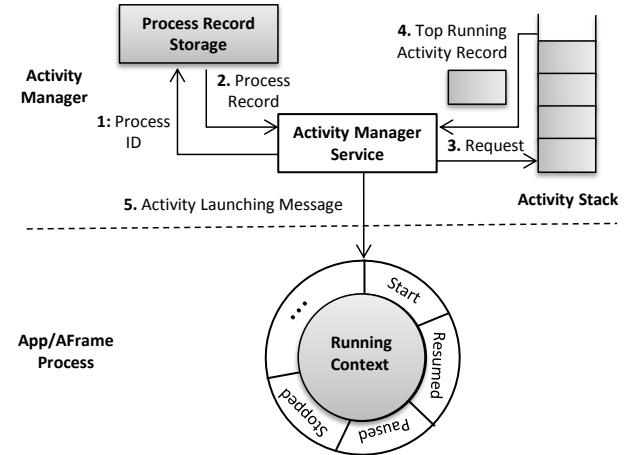 Process Record
Storage
4. Top Running
Activity Record
Activity
Manager
2. Process
Record
1: Process
ID
Activity Manager
Service
3. Request
5. Activity Launching Message
Activity Stack
Start
...
App/AFrame
Process
Running
Context
Resumed
Stopped
Paused